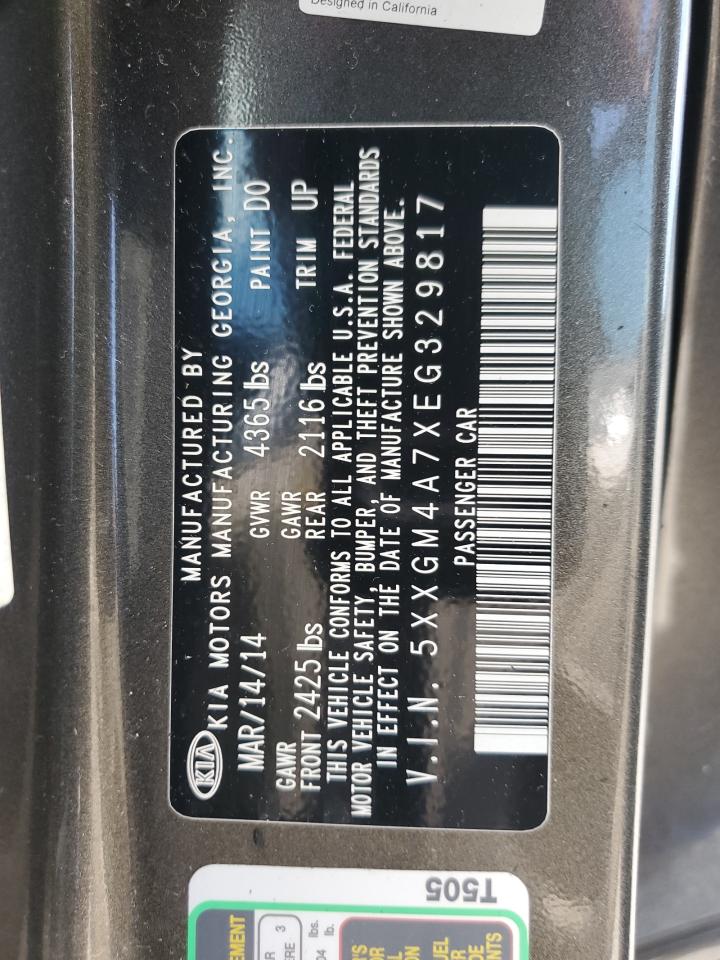 Designed in California
MANUFACTURED BY
KIA KIA MOTORS MANUFACTURING GEORGIA, INC.
MAR/14/14 GVWR 4365 lbs PAINT DO
GAWR GAWR
FRONT 2425 lbs REAR 2116 lbs TRIM UP
THIS VEHICLE CONFORMS TO ALL APPLICABLE U.S.A. FEDERAL
MOTOR VEHICLE SAFETY, BUMPER, AND THEFT PREVENTION STANDARDS
IN EFFECT ON THE DATE OF MANUFACTURE SHOWN ABOVE.
V.I.N. 5XXGM4A7XEG329817
PASSENGER CAR
T505